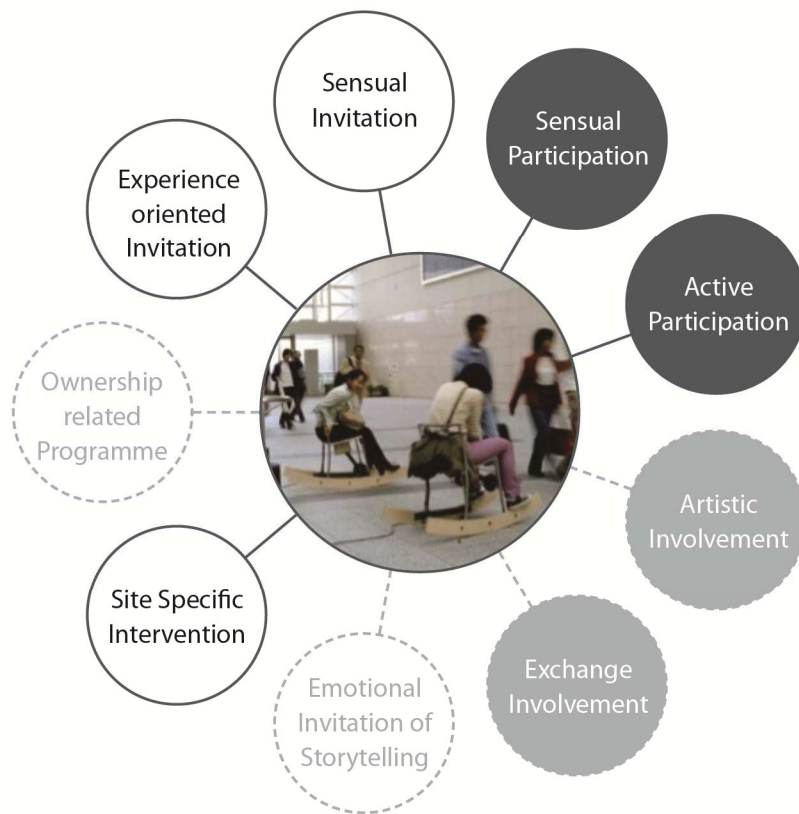 Sensual
Invitation
Sensual
Participation
Experience
oriented
Invitation
Active
Participation
Ownership
related
Programme
Artistic
Involvement
Site Specific
Intervention
Exchange
Involvement
Emotional
Invitation of
Storytelling